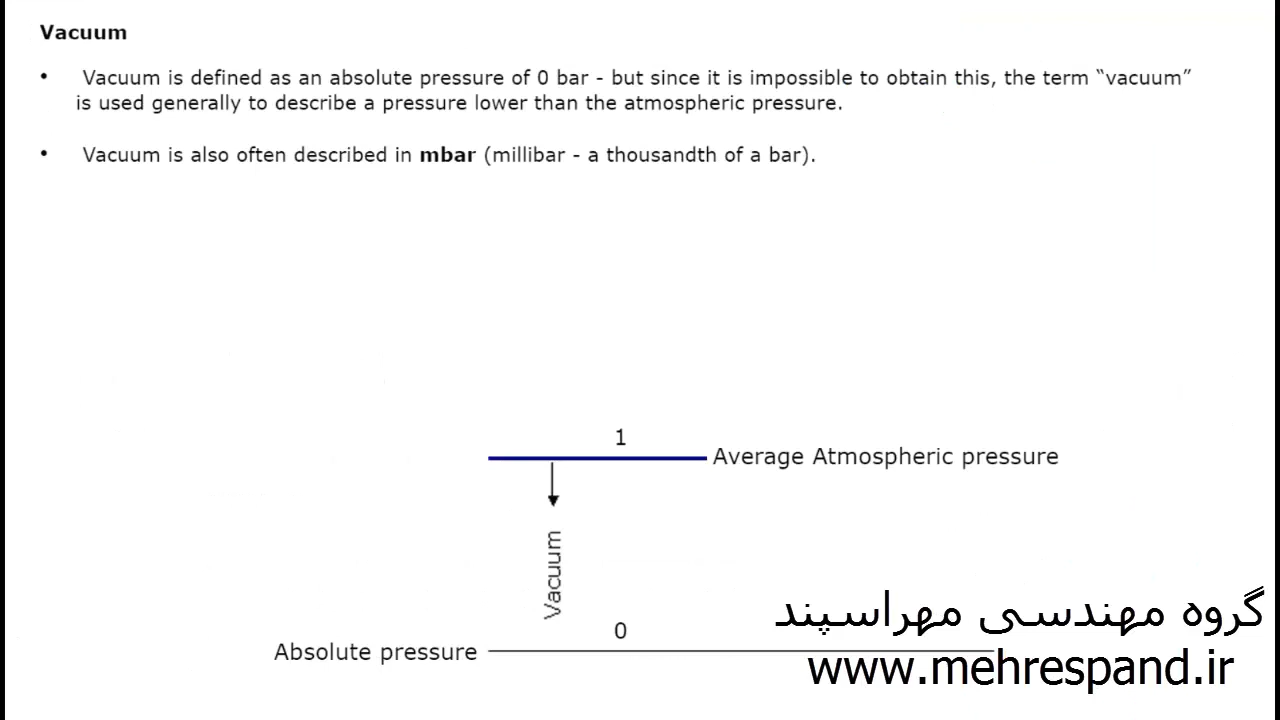 Vacuum
• Vacuum is defined as an absolute pressure of 0 bar - but since it is impossible to obtain this, the term “vacuum”
is used generally to describe a pressure lower than the atmospheric pressure.
• Vacuum is also often described in mbar (millibar - a thousandth of a bar).
1
Average Atmospheric pressure
Vacuum
0
Absolute pressure
گروه مهندسی مهراسپند
www.mehrespand.ir